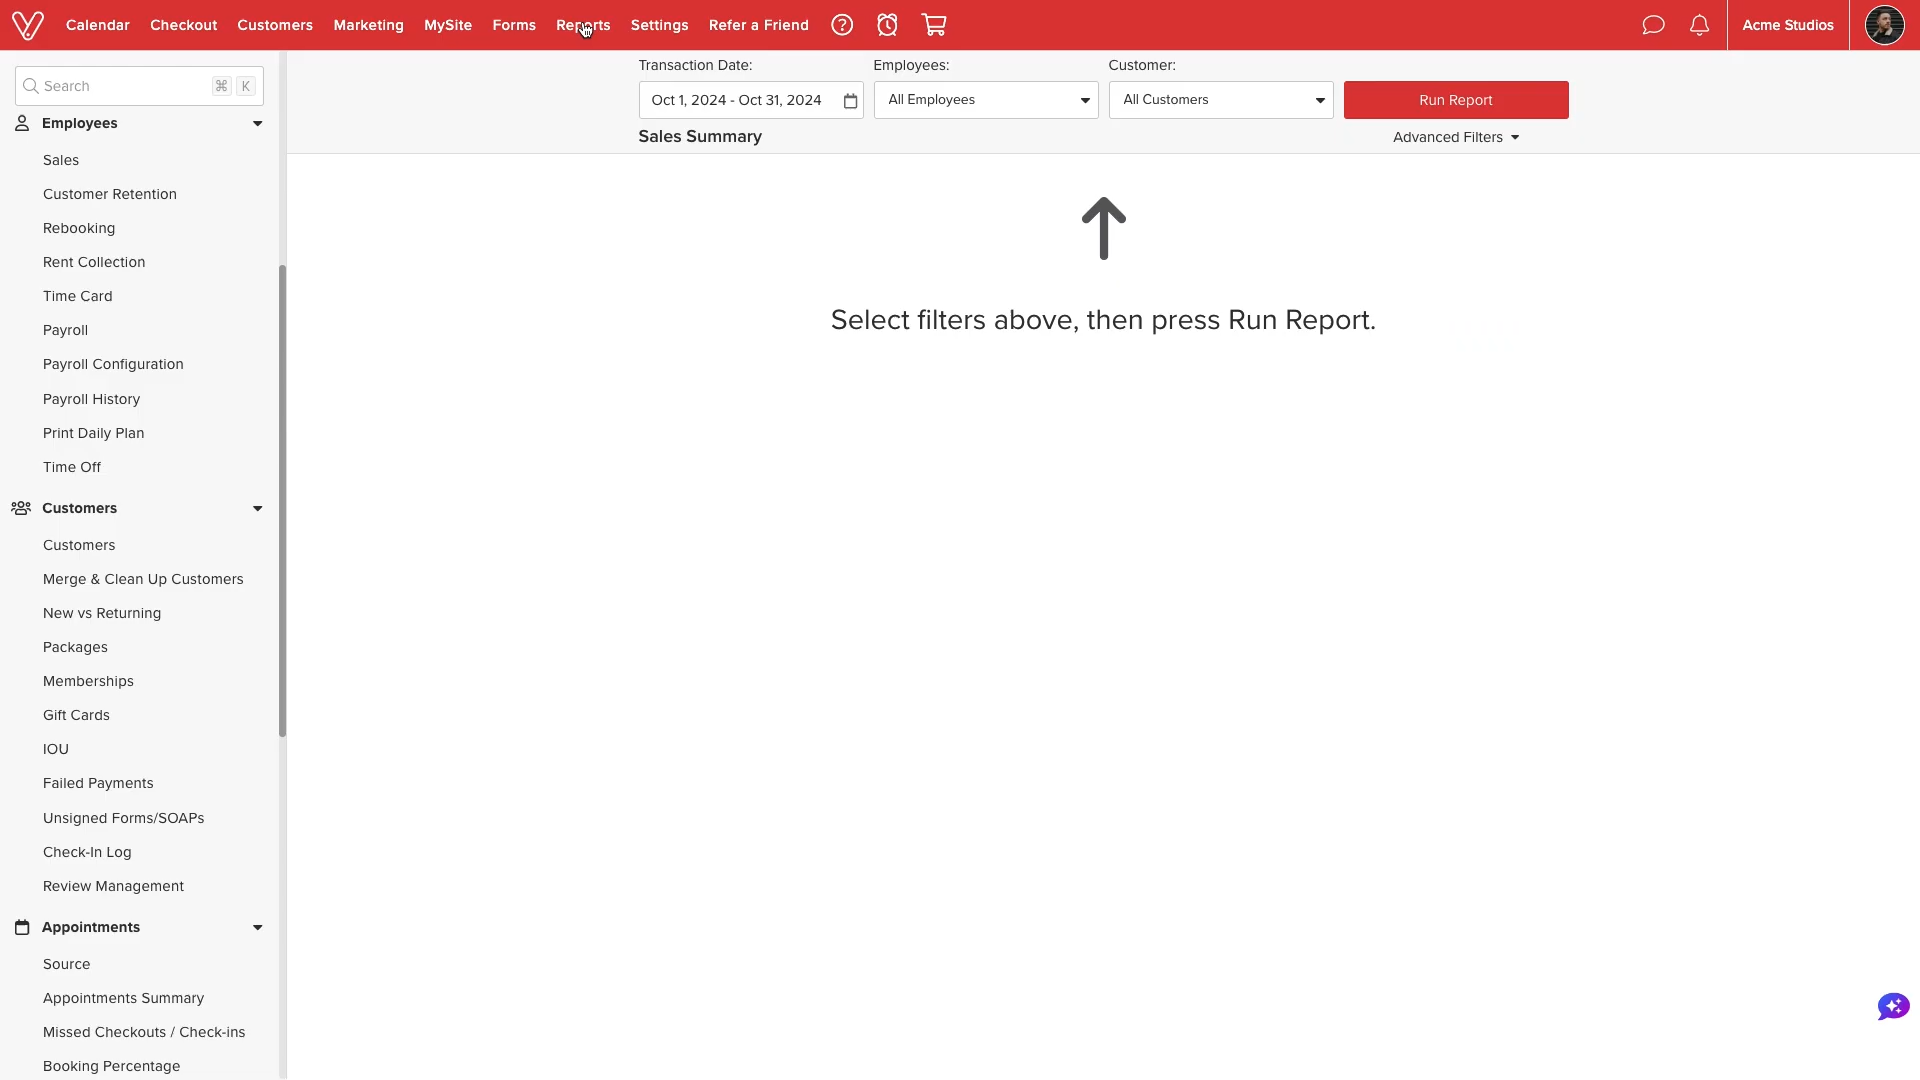 Calendar Checkout Customers Marketing MySite Forms Reports Settings Refer a Friend Acme Studios
Search ⌘ K
Employees
Sales
Customer Retention
Rebooking
Rent Collection
Time Card
Payroll
Payroll Configuration
Payroll History
Print Daily Plan
Time Off
Customers
Customers
Merge & Clean Up Customers
New vs Returning
Packages
Memberships
Gift Cards
IOU
Failed Payments
Unsigned Forms/SOAPs
Check-In Log
Review Management
Appointments
Source
Appointments Summary
Missed Checkouts / Check-ins
Booking Percentage
Transaction Date: Employees: Customer:
Oct 1, 2024 - Oct 31, 2024 All Employees All Customers Run Report
Sales Summary Advanced Filters
Select filters above, then press Run Report.